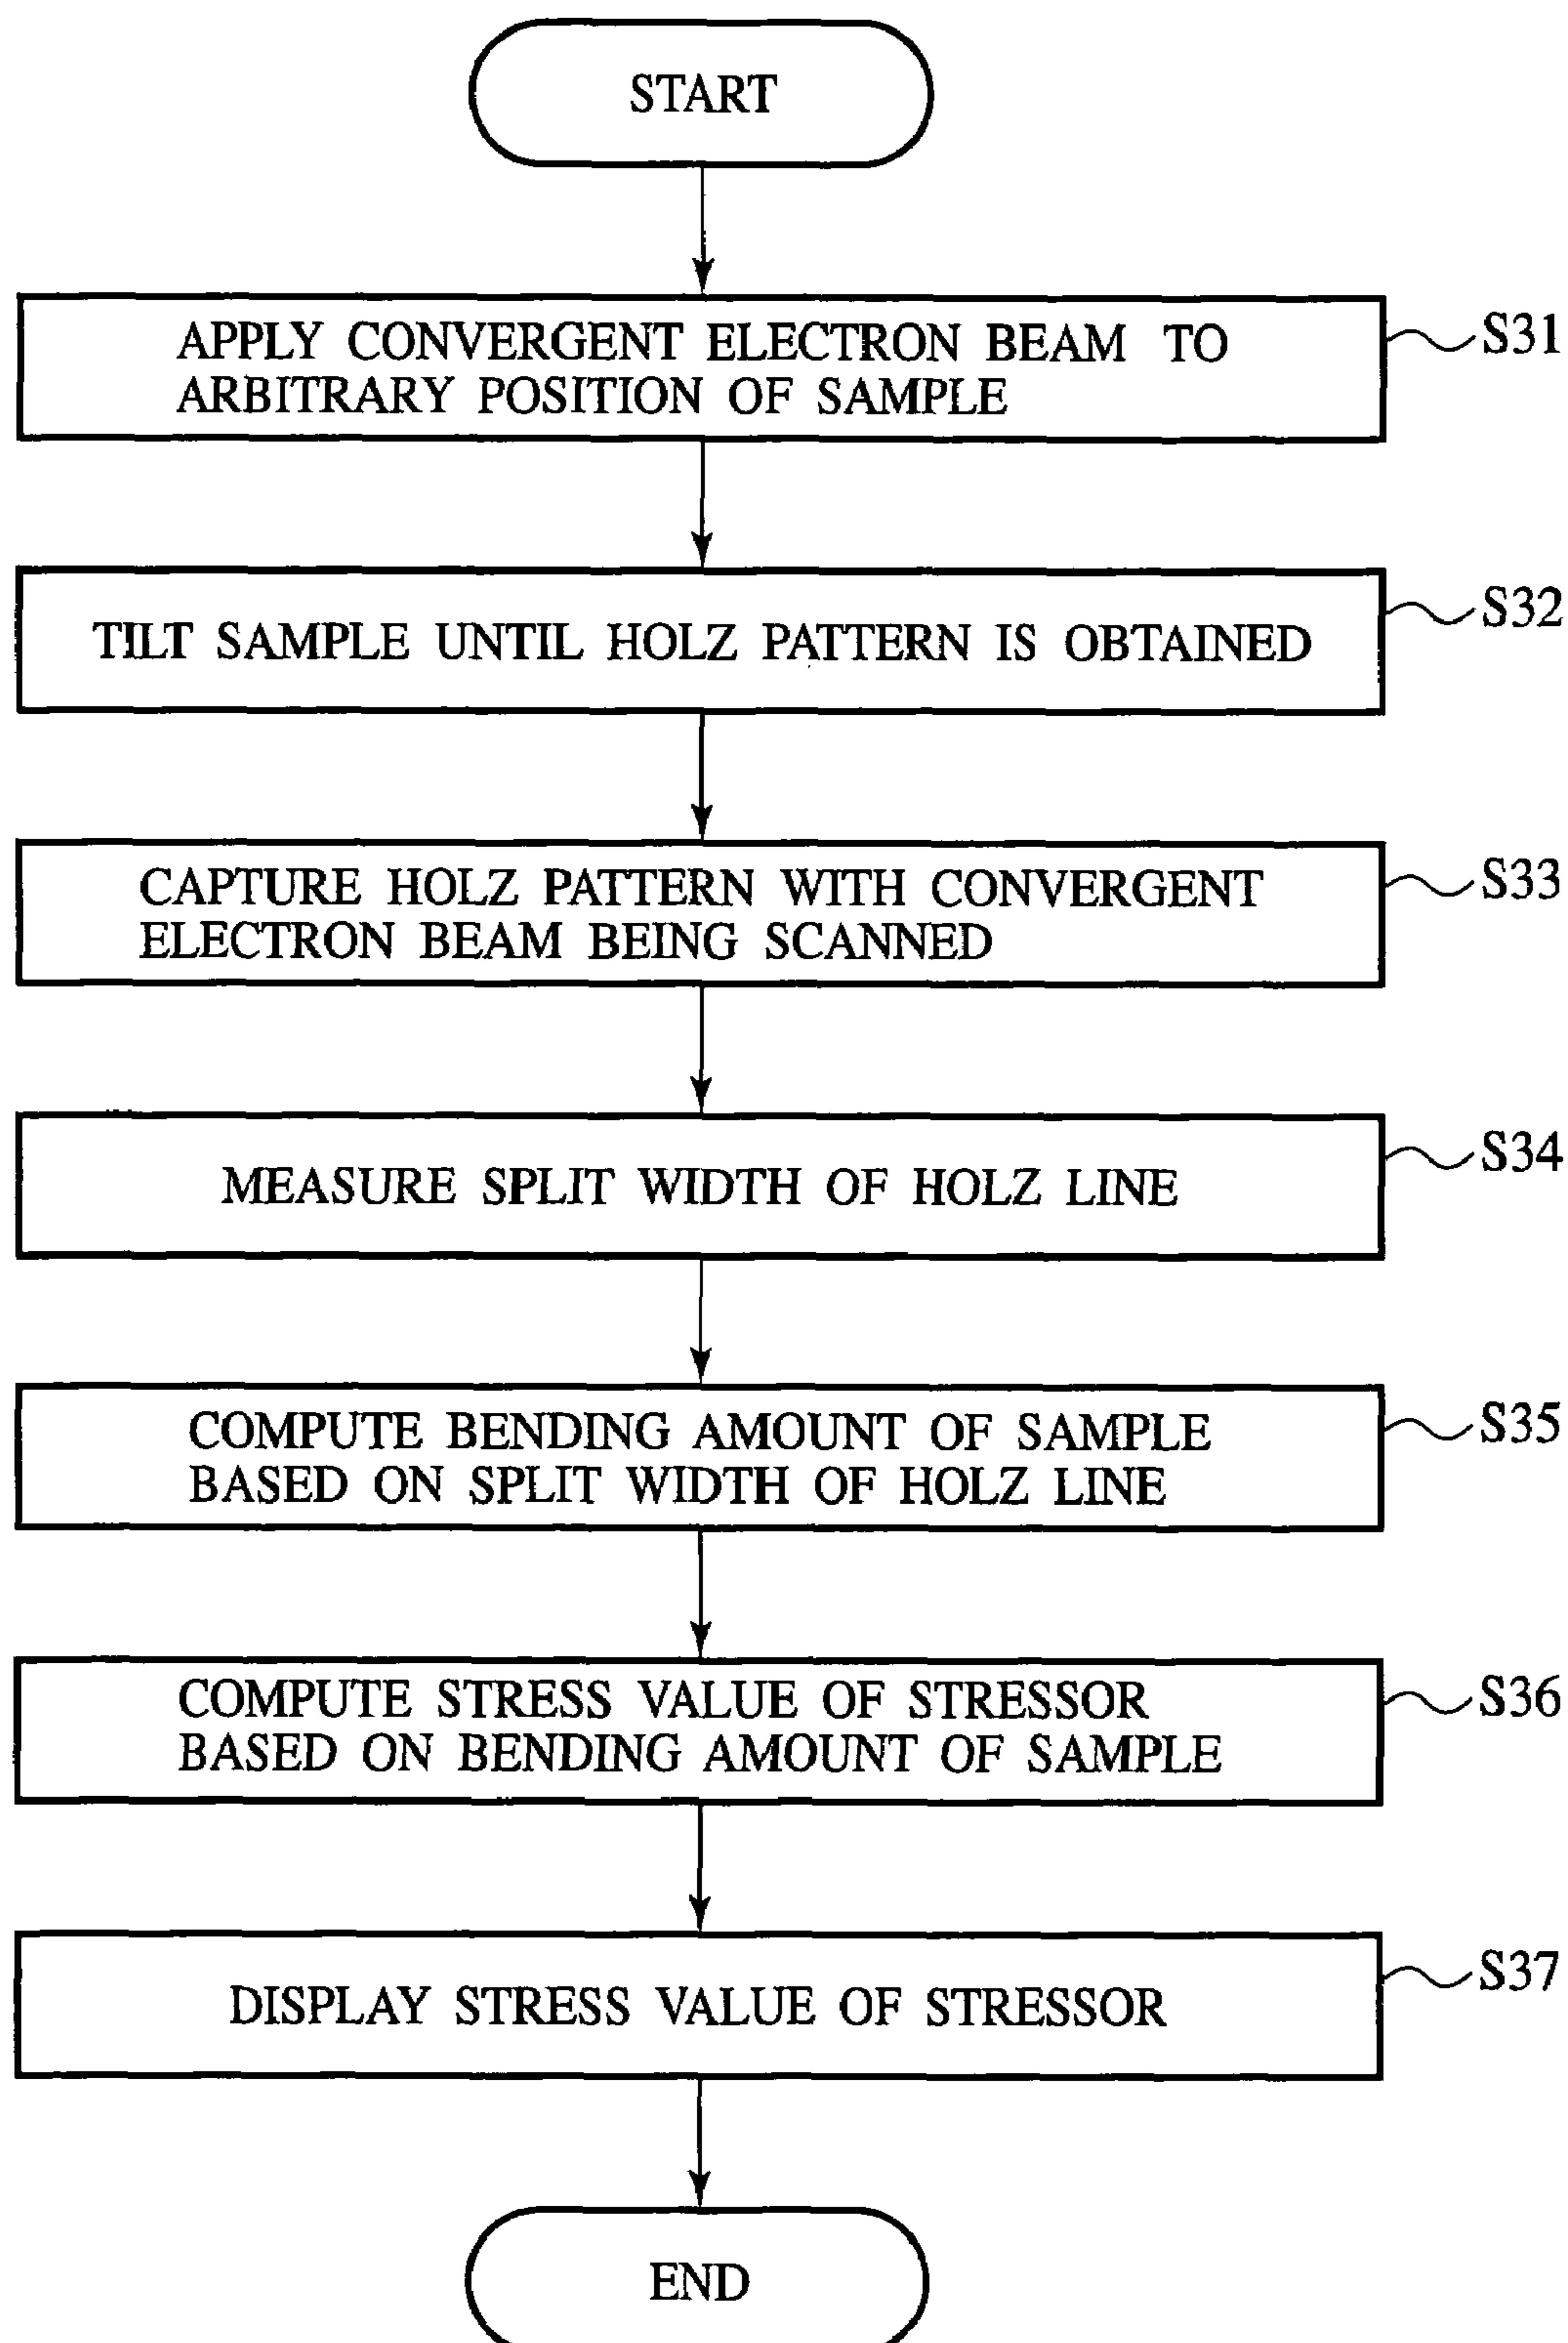 START
APPLY CONVERGENT ELECTRON BEAM TO
ARBITRARY POSITION OF SAMPLE
S31
TILT SAMPLE UNTIL HOLZ PATTERN IS OBTAINED
S32
CAPTURE HOLZ PATTERN WITH CONVERGENT
ELECTRON BEAM BEING SCANNED
S33
MEASURE SPLIT WIDTH OF HOLZ LINE
S34
COMPUTE BENDING AMOUNT OF SAMPLE
BASED ON SPLIT WIDTH OF HOLZ LINE
S35
COMPUTE STRESS VALUE OF STRESSOR
BASED ON BENDING AMOUNT OF SAMPLE
S36
DISPLAY STRESS VALUE OF STRESSOR
S37
END